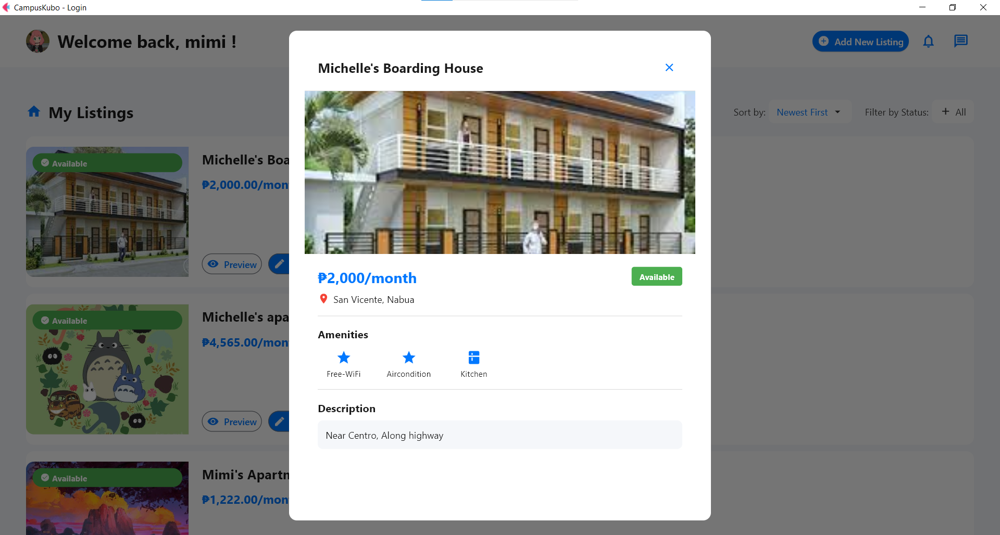 CampusKubo - Login
Welcome back, mimi !
Add New Listing
My Listings
Sort by:
Newest First
Filter by Status:
All
Available
Michelle's Boa
₱2,000.00/mon
Preview
Available
Michelle's apa
₱4,565.00/mon
Preview
Available
Mimi's Apartm
₱1,222.00/mon
Michelle's Boarding House
₱2,000/month
Available
San Vicente, Nabua
Amenities
Free-WiFi
Aircondition
Kitchen
Description
Near Centro, Along highway